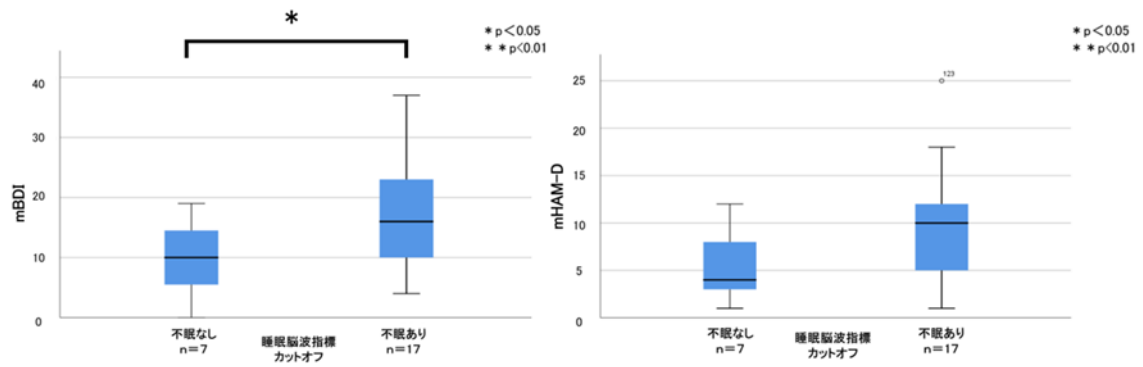 *
* p<0.05
* * p<0.01
mBDI
40
30
20
10
0
不眠なし
n=7
睡眠脳波指標
カットオフ
不眠あり
n=17
* p<0.05
* * p<0.01
mHAM-D
25
20
15
10
5
0
123
不眠なし
n=7
睡眠脳波指標
カットオフ
不眠あり
n=17